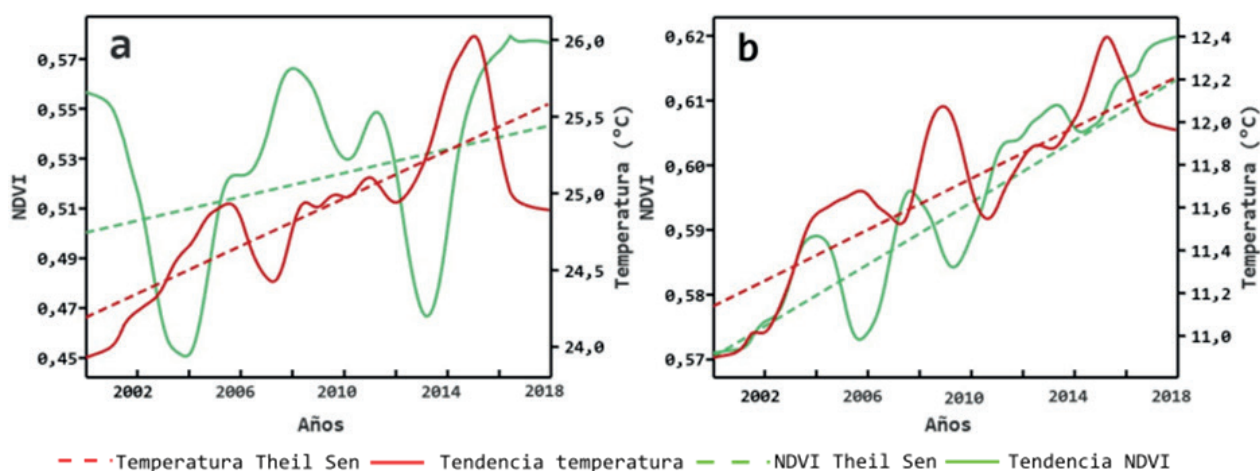 a
NDVI
0,57
0,55
0,53
0,51
0,49
0,47
0,45
26,0
25,5
25,0
24,5
24,0
Temperatura (°C)
2002 2006 2010 2014 2018
Años
b
NDVI
0,62
0,61
0,60
0,59
0,58
0,57
12,4
12,2
12,0
11,8
11,6
11,4
11,2
11,0
Temperatura (°C)
2002 2006 2010 2014 2018
Años
Temperatura Theil Sen Tendencia temperatura NDVI Theil Sen Tendencia NDVI